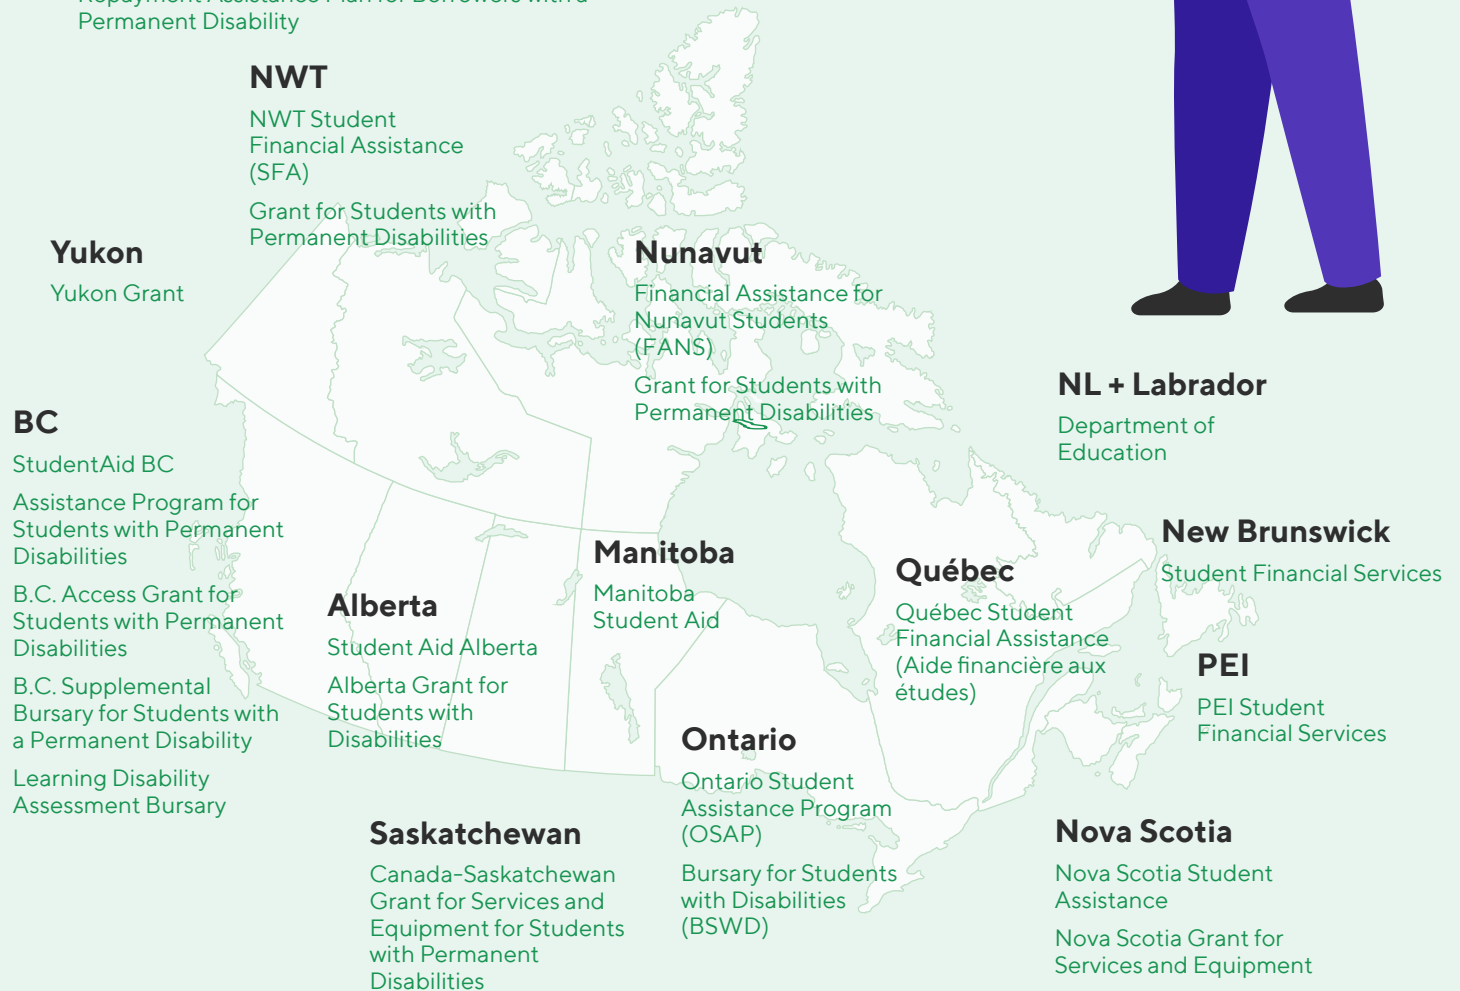 Repayment Assistance Plan for Borrowers with a
Permanent Disability
NWT
NWT Student
Financial Assistance
(SFA)
Grant for Students with
Permanent Disabilities
Yukon
Yukon Grant
Nunavut
Financial Assistance for
Nunavut Students
(FANS)
Grant for Students with
Permanent Disabilities
NL + Labrador
Department of
Education
BC
StudentAid BC
Assistance Program for
Students with Permanent
Disabilities
B.C. Access Grant for
Students with Permanent
Disabilities
B.C. Supplemental
Bursary for Students with
a Permanent Disability
Learning Disability
Assessment Bursary
Alberta
Student Aid Alberta
Alberta Grant for
Students with
Disabilities
Manitoba
Manitoba
Student Aid
Québec
Québec Student
Financial Assistance
(Aide financière aux
études)
New Brunswick
Student Financial Services
PEI
PEI Student
Financial Services
Ontario
Ontario Student
Assistance Program
(OSAP)
Bursary for Students
with Disabilities
(BSWD)
Saskatchewan
Canada-Saskatchewan
Grant for Services and
Equipment for Students
with Permanent
Disabilities
Nova Scotia
Nova Scotia Student
Assistance
Nova Scotia Grant for
Services and Equipment